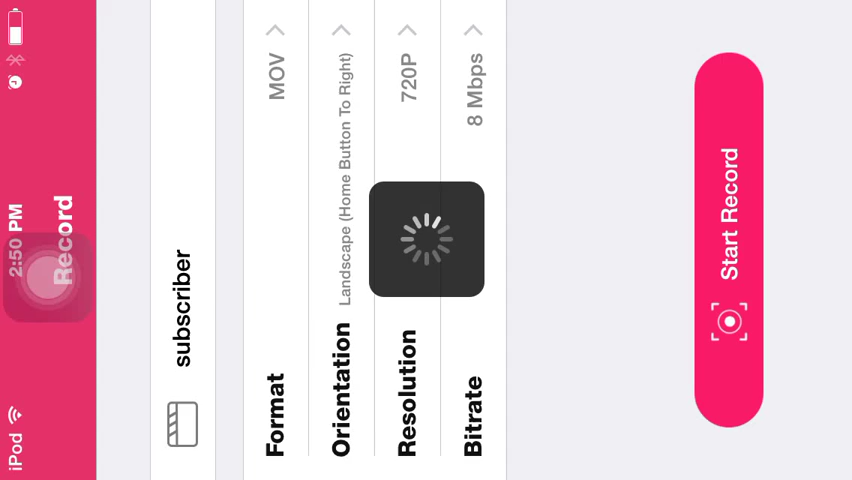 iPod 2:50 PM
Record
subscriber
Format MOV
Orientation Landscape (Home Button To Right)
Resolution 720P
Bitrate 8 Mbps
Start Record